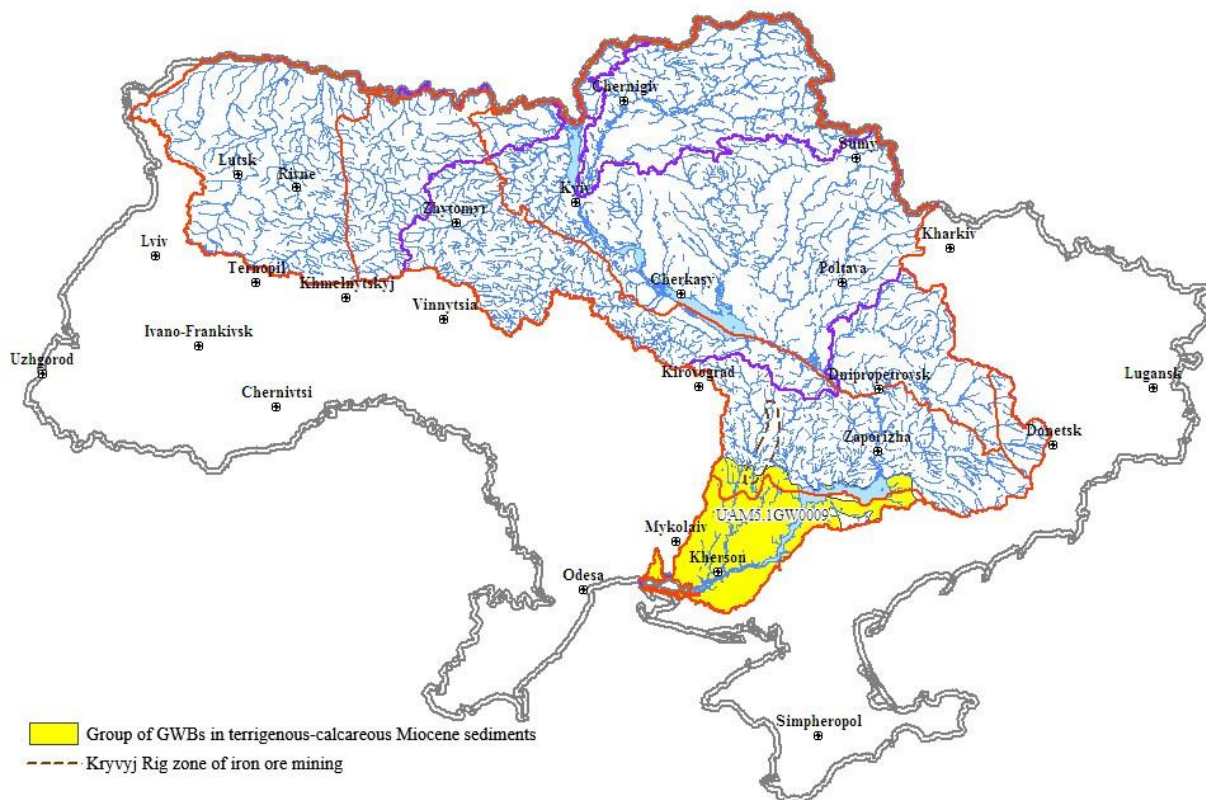 Chernigiv
Sumy
Lutsk
Rivne
Kyiv
Zhytomyr
Kharkiv
Lviv
Ternopil
Khmelnytskyj
Cherkasy
Poltava
Vinnytsia
Ivano-Frankivsk
Uzhgorod
Kirovograd
Dnipropetrovsk
Lugansk
Chernivtsi
Zaporizha
Donetsk
UAM5.1GW0009
Mykolaiv
Kherson
Odesa
Simpheropol
Group of GWBs in terrigenous-calcareous Miocene sediments
Kryvyj Rig zone of iron ore mining